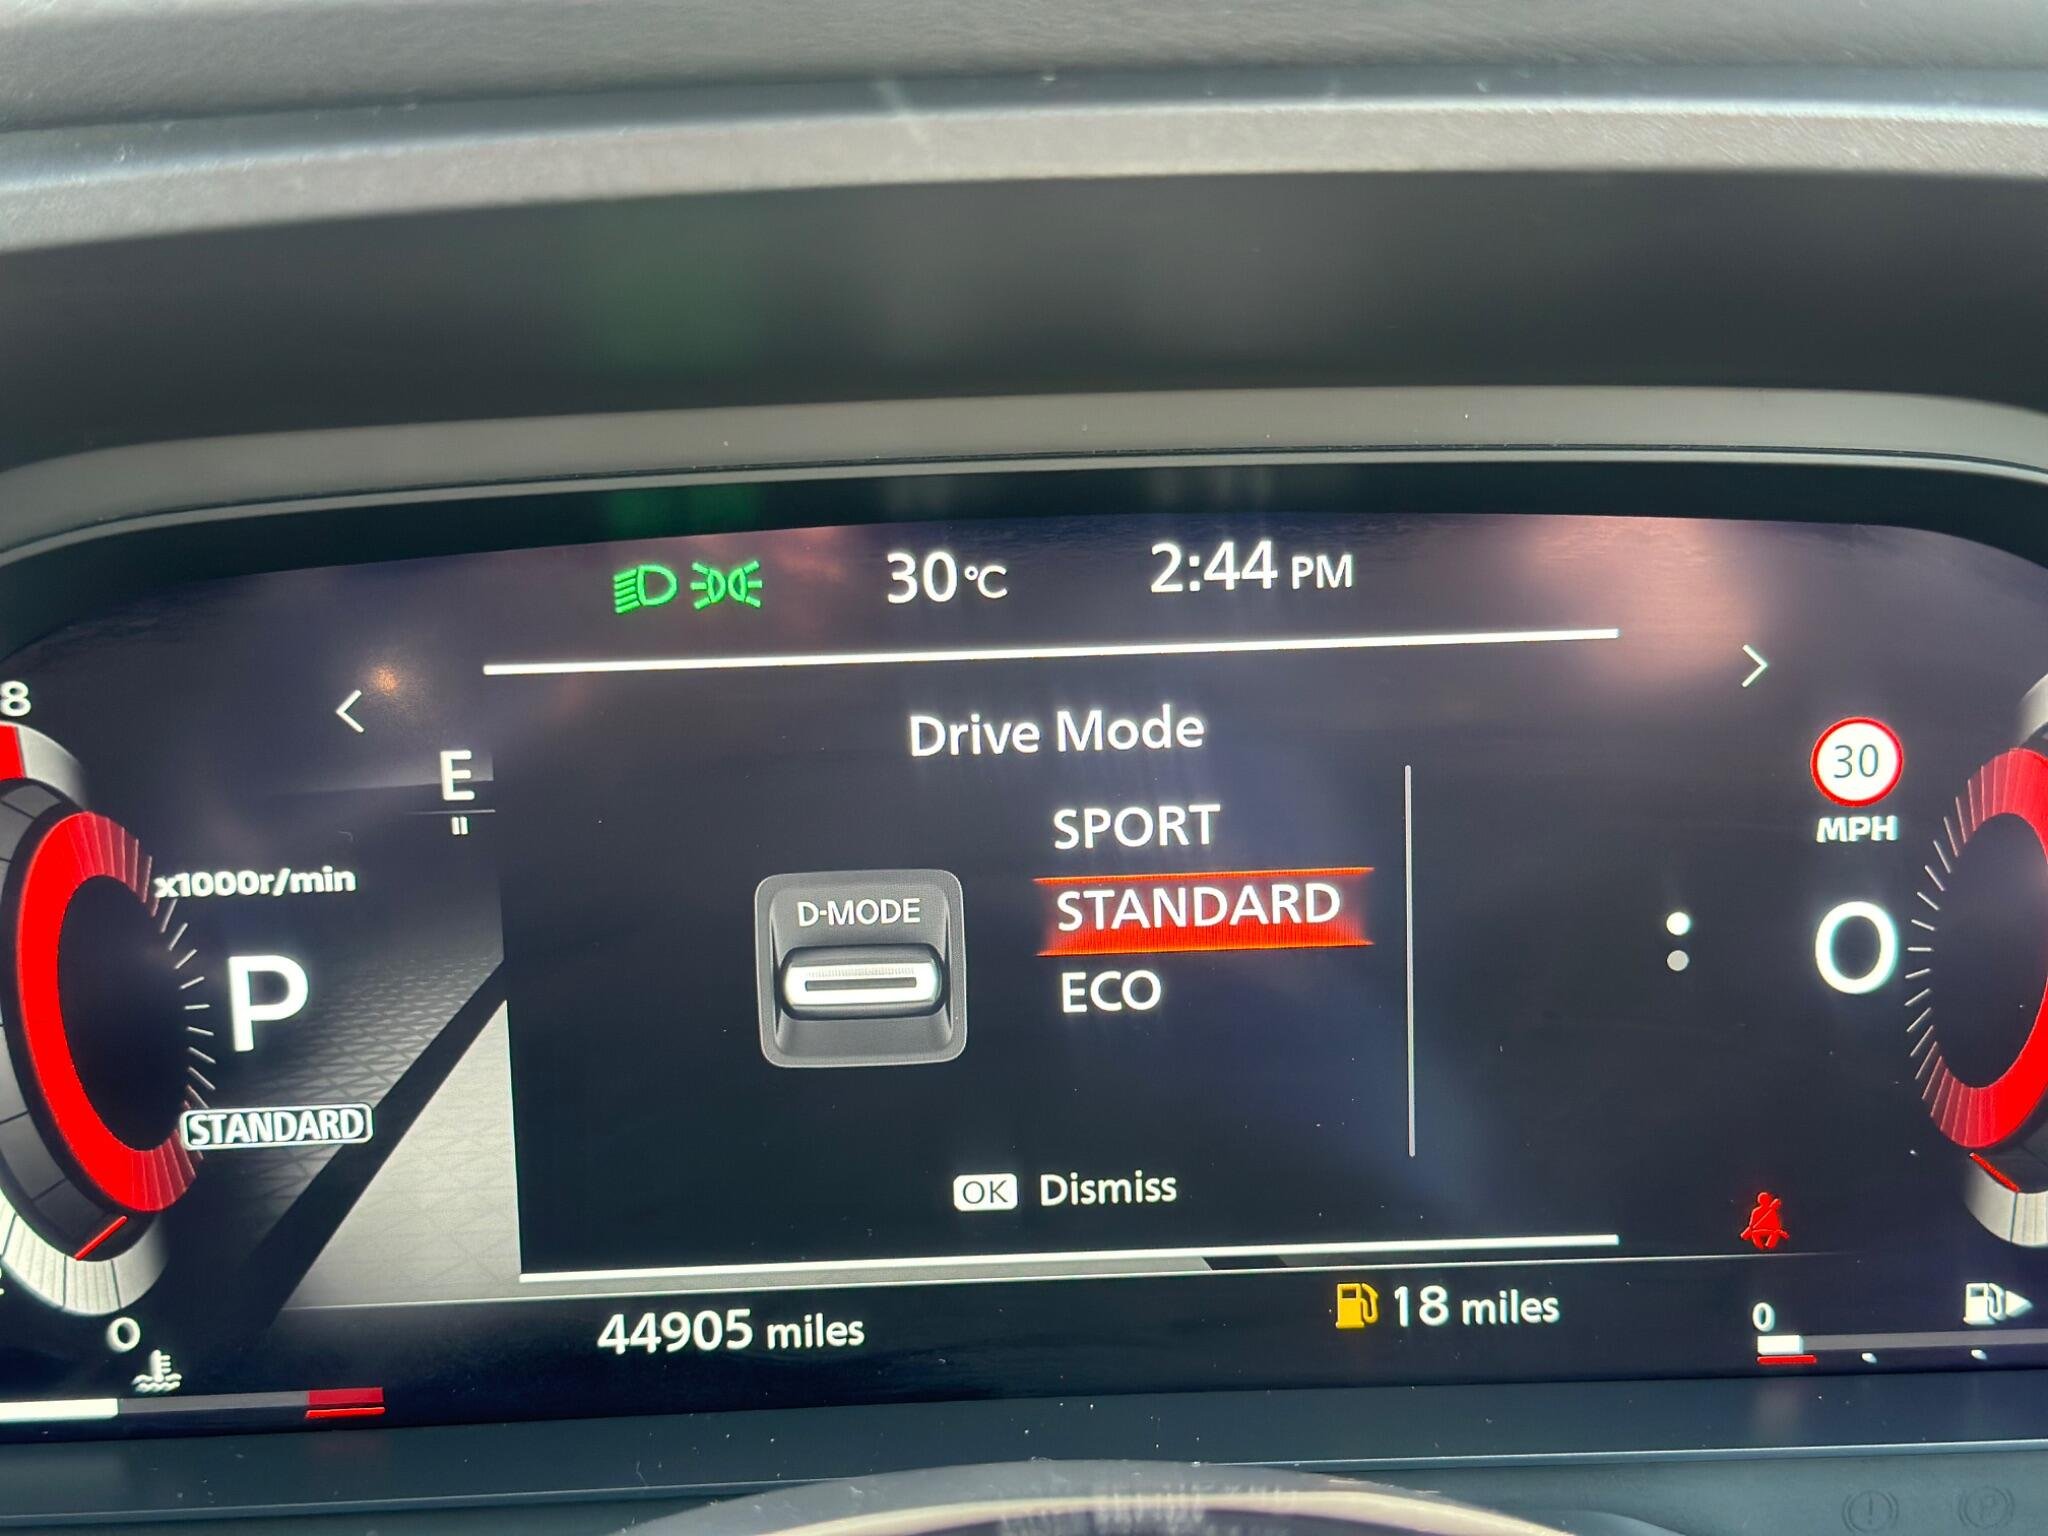 30°C 2:44 PM
Drive Mode
8
E
30
MPH
SPORT
x1000r/min
D-MODE
STANDARD
P
0
ECO
STANDARD
OK Dismiss
44905 miles
18 miles
0
0